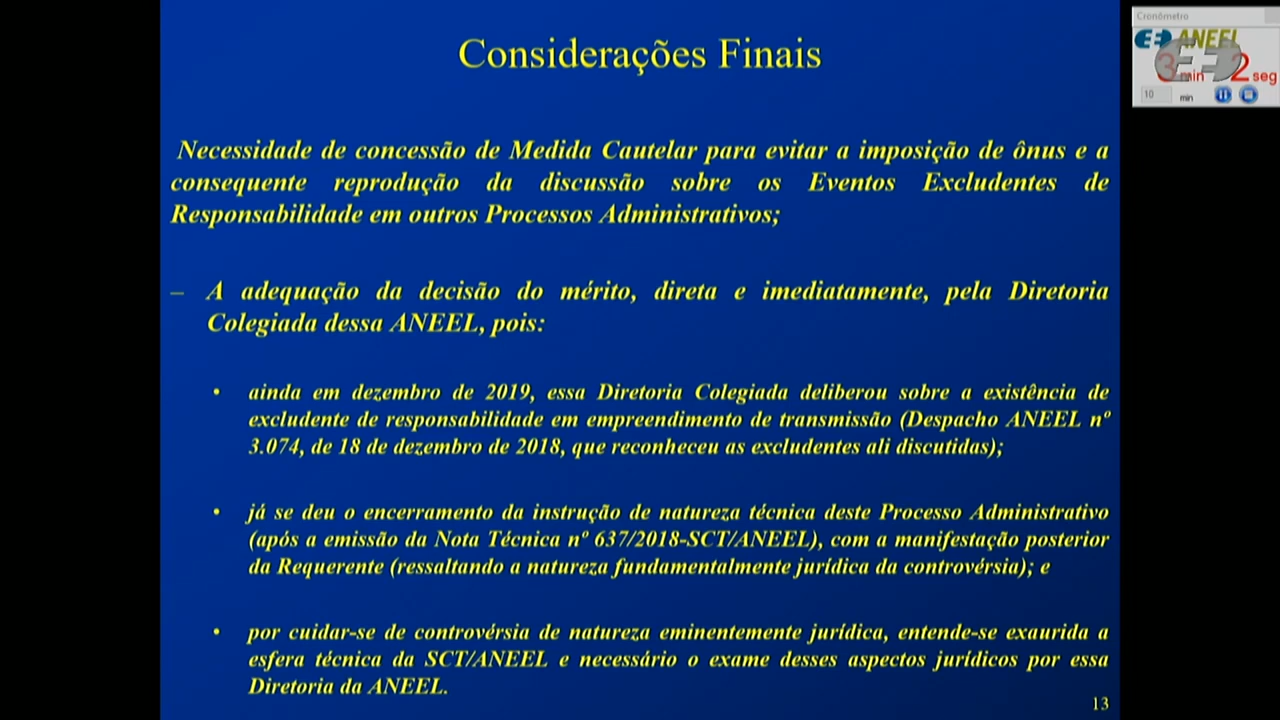 Considerações Finais
Cronômetro
ANEEL
3 min 2 seg
10 min
Necessidade de concessão de Medida Cautelar para evitar a imposição de ônus e a
consequente reprodução da discussão sobre os Eventos Excludentes de
Responsabilidade em outros Processos Administrativos;
– A adequação da decisão do mérito, direta e imediatamente, pela Diretoria
Colegiada dessa ANEEL, pois:
• ainda em dezembro de 2019, essa Diretoria Colegiada deliberou sobre a existência de
excludente de responsabilidade em empreendimento de transmissão (Despacho ANEEL nº
3.074, de 18 de dezembro de 2018, que reconheceu as excludentes ali discutidas);
• já se deu o encerramento da instrução de natureza técnica deste Processo Administrativo
(após a emissão da Nota Técnica nº 637/2018-SCT/ANEEL), com a manifestação posterior
da Requerente (ressaltando a natureza fundamentalmente jurídica da controvérsia); e
• por cuidar-se de controvérsia de natureza eminentemente jurídica, entende-se exaurida a
esfera técnica da SCT/ANEEL e necessário o exame desses aspectos jurídicos por essa
Diretoria da ANEEL.
13